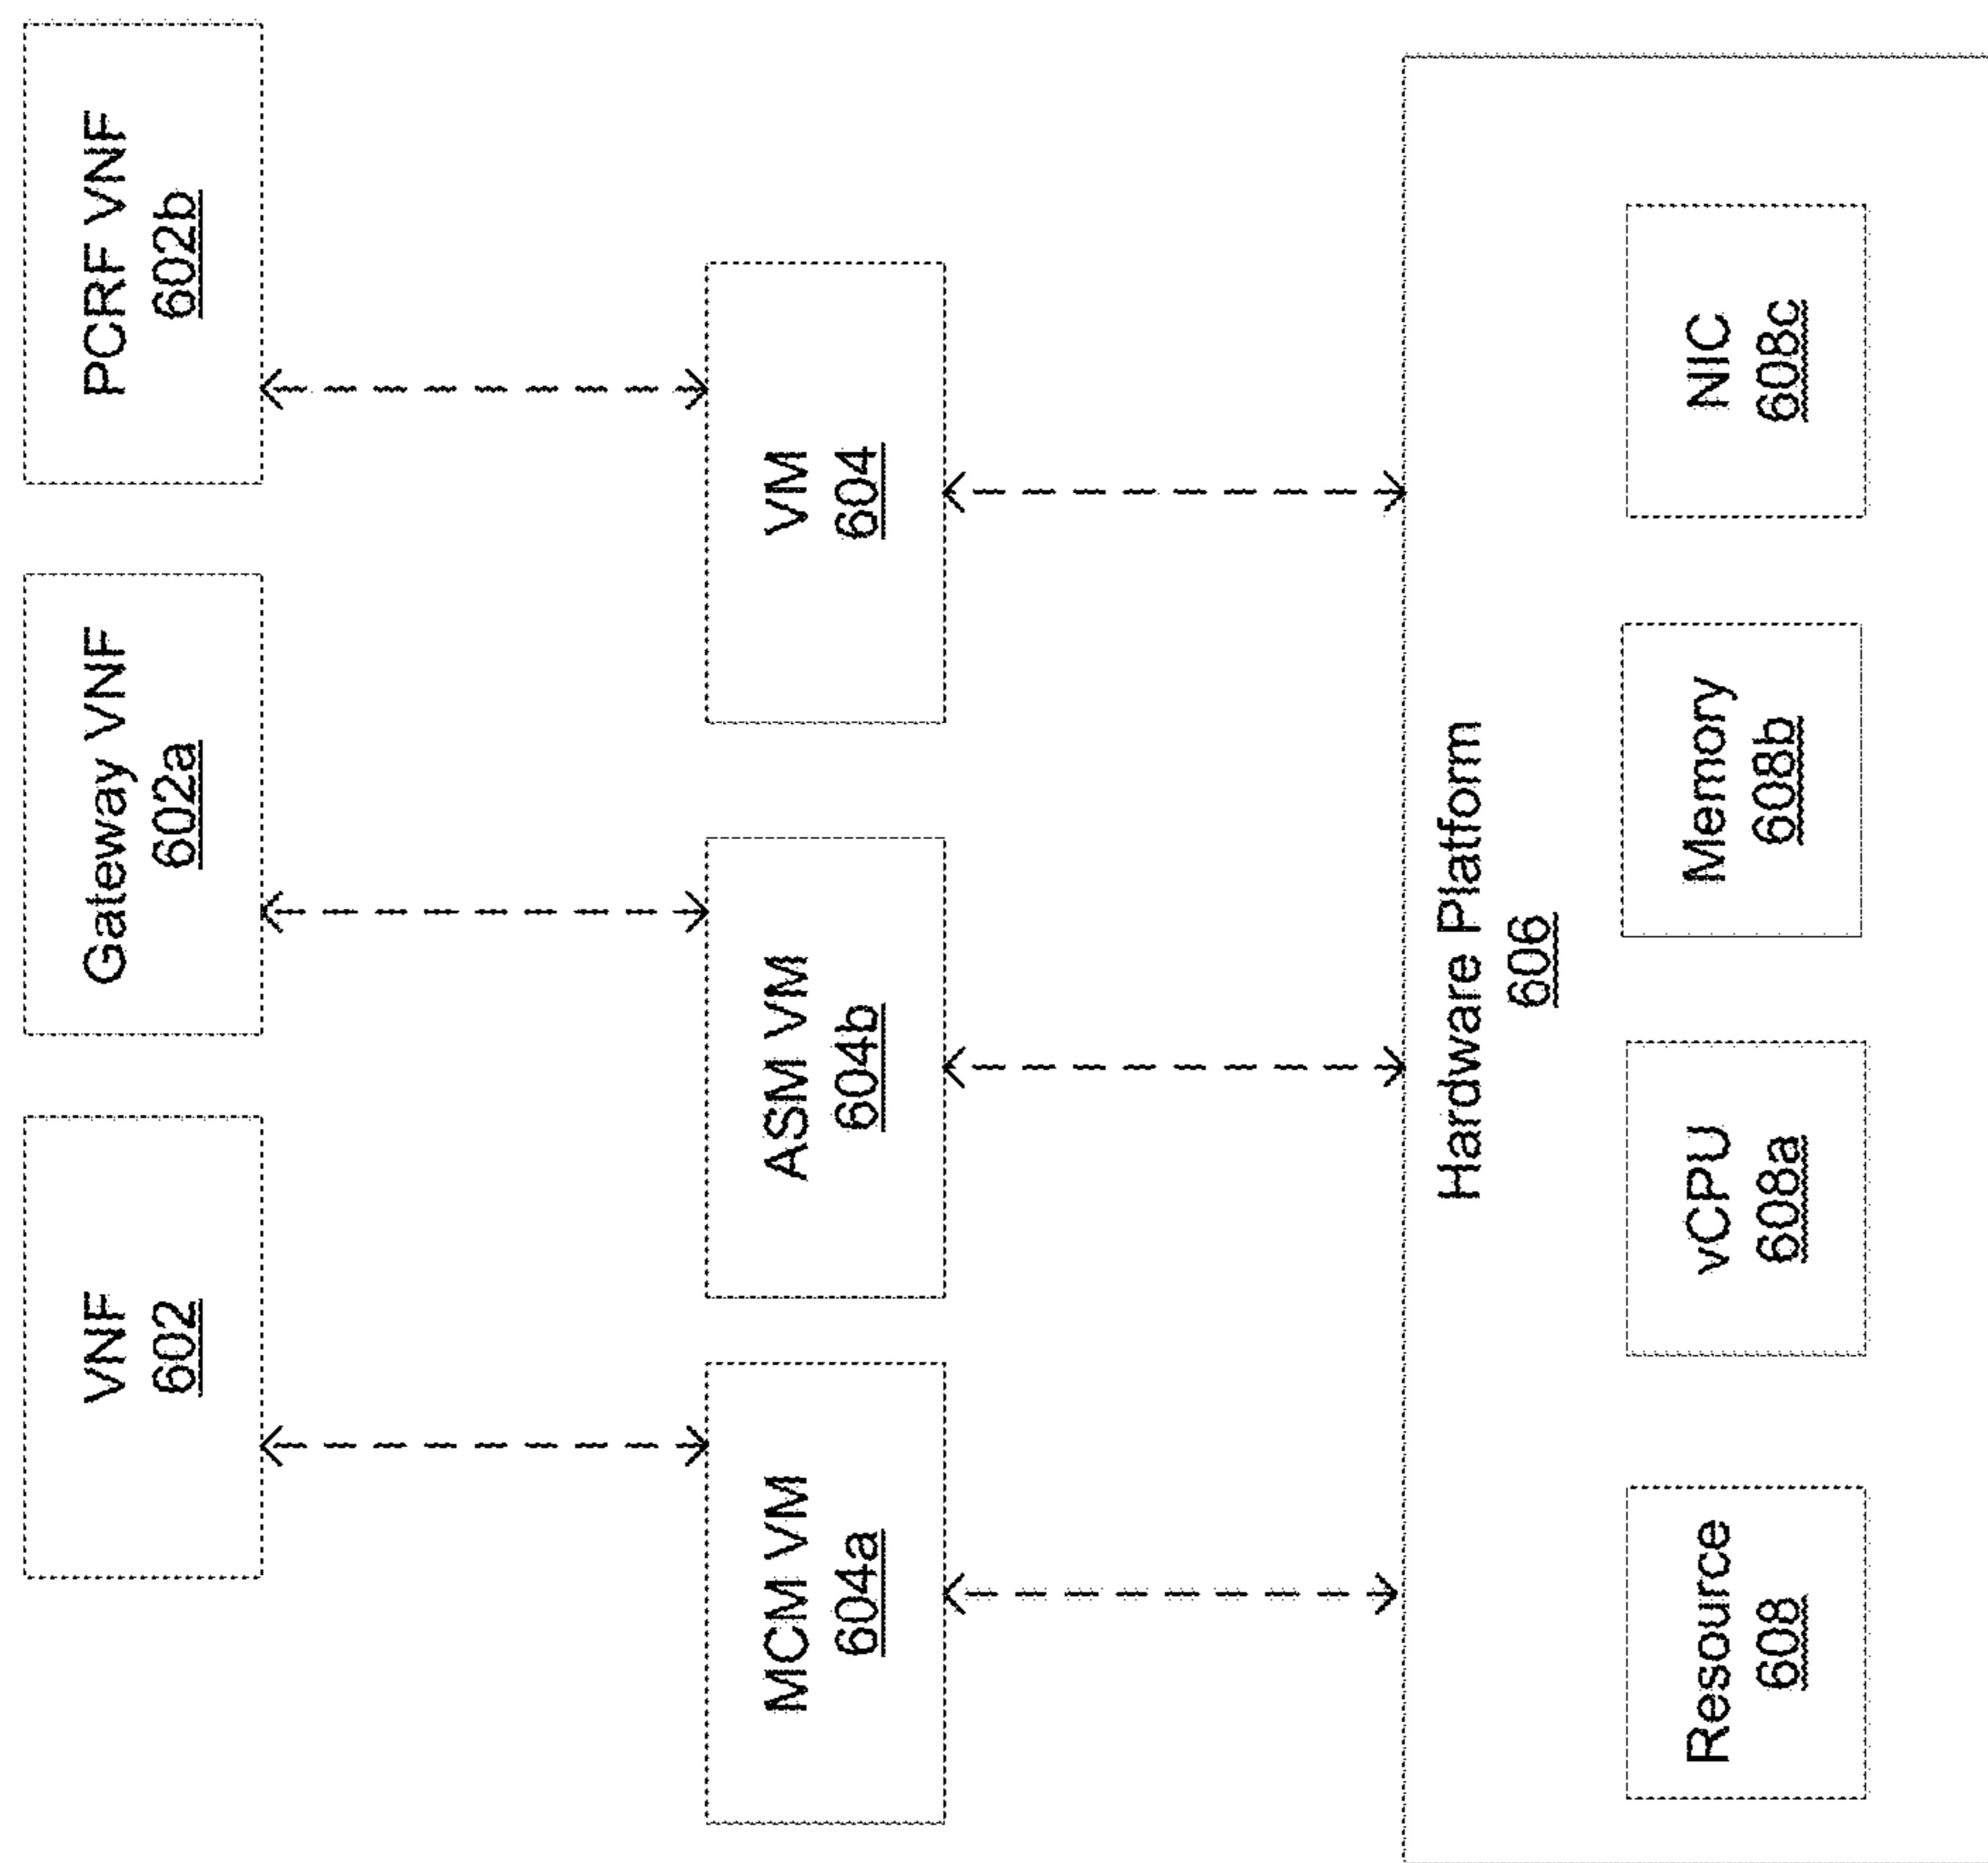 VNF
602
Gateway VNF
602a
PCRF VNF
602b
MCM VM
604a
ASM VM
604b
VM
604
Hardware Platform
606
Resource
608
vCPU
608a
Memory
608b
NIC
608c